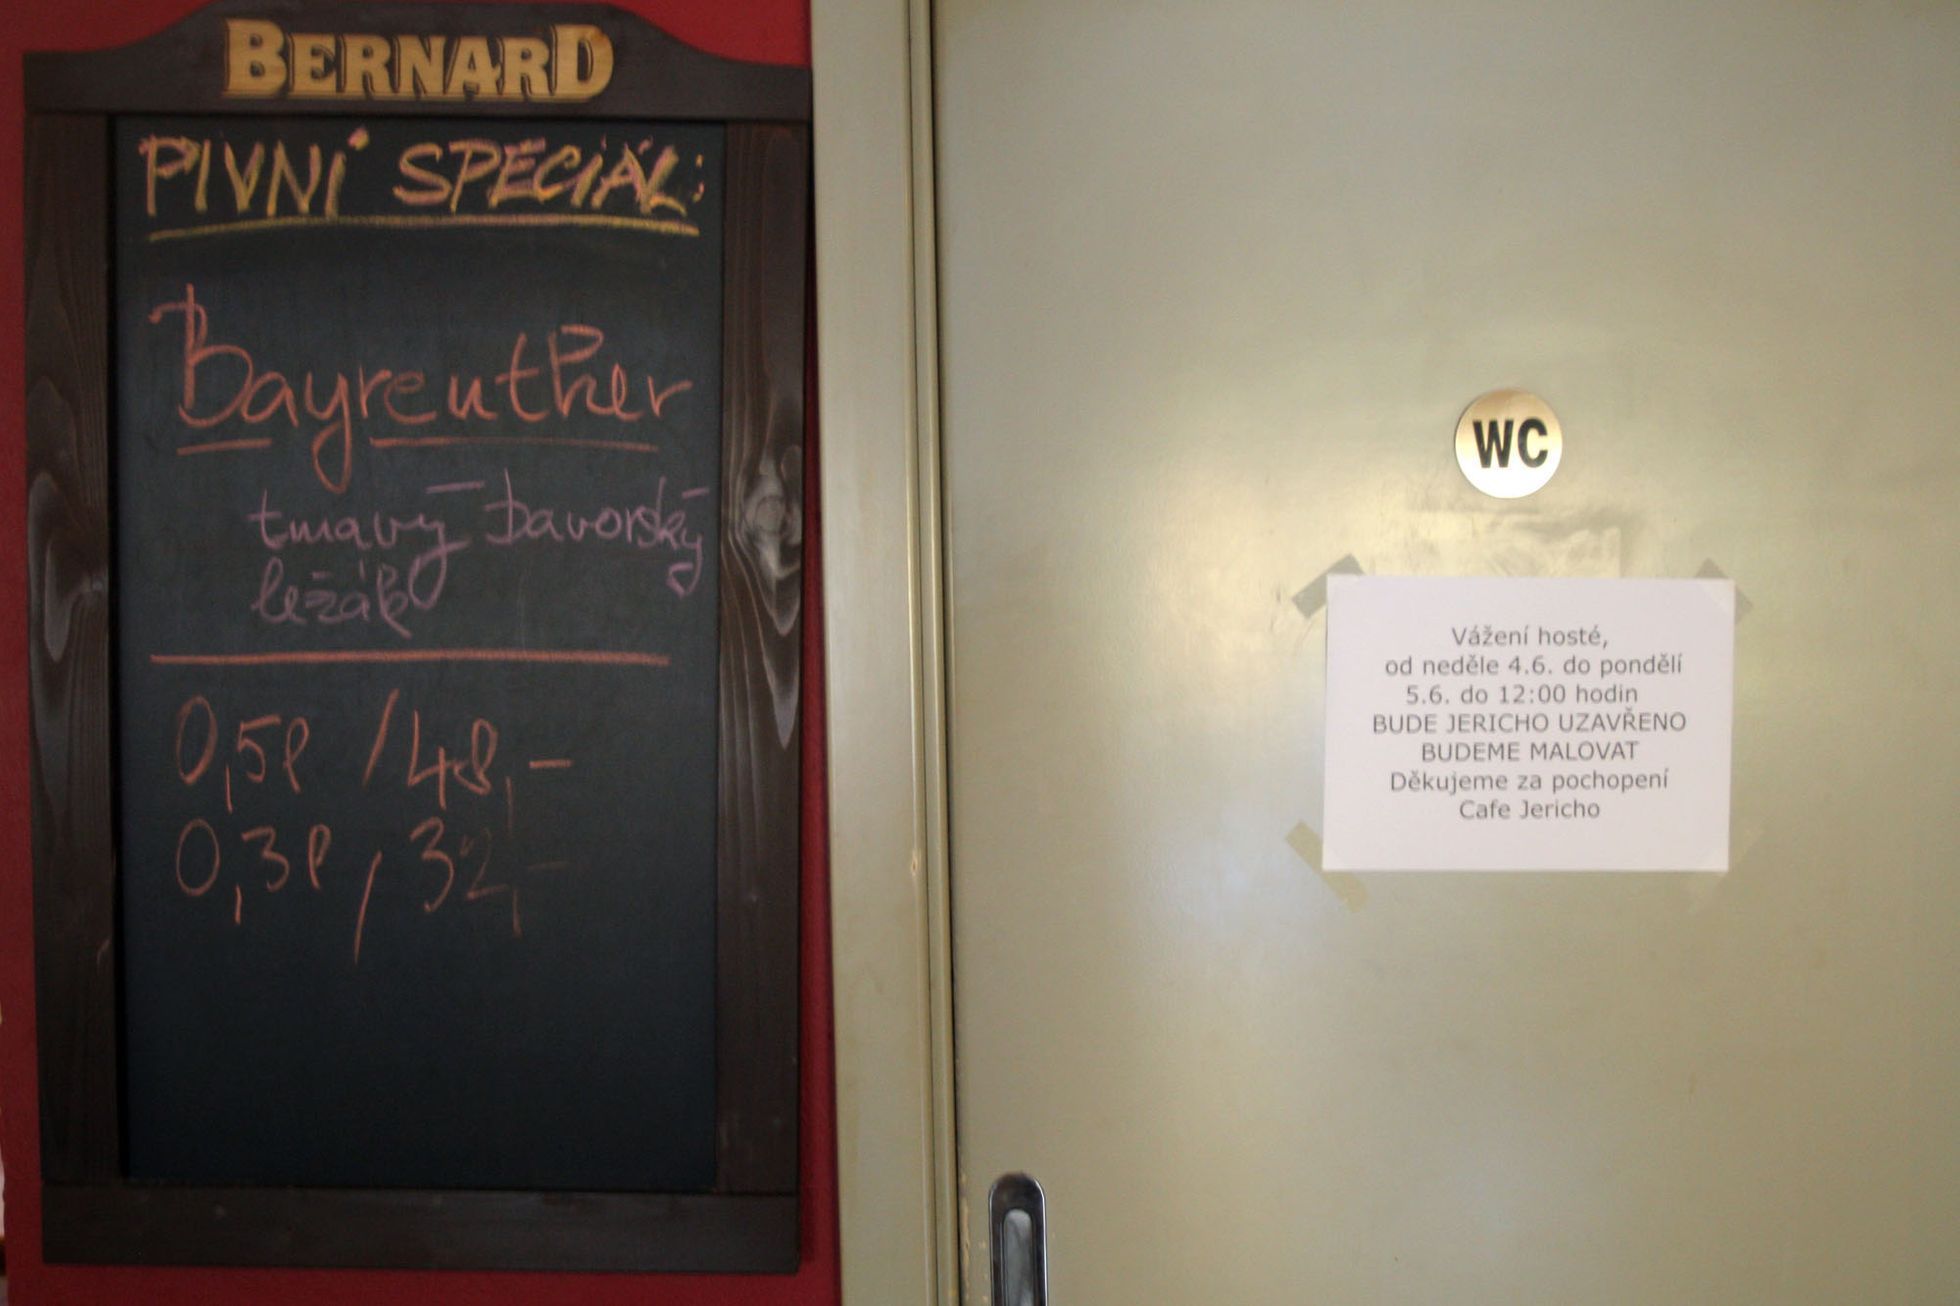 BERNARD
PIVNÍ SPECIÁL:
Bayreuther
tmavý bavorský
ležák
0,5l / 48,-
0,3l / 32,-
WC
Vážení hosté,
od neděle 4.6. do pondělí
5.6. do 12:00 hodin
BUDE JERICHO UZAVŘENO
BUDEME MALOVAT
Děkujeme za pochopení
Cafe Jericho